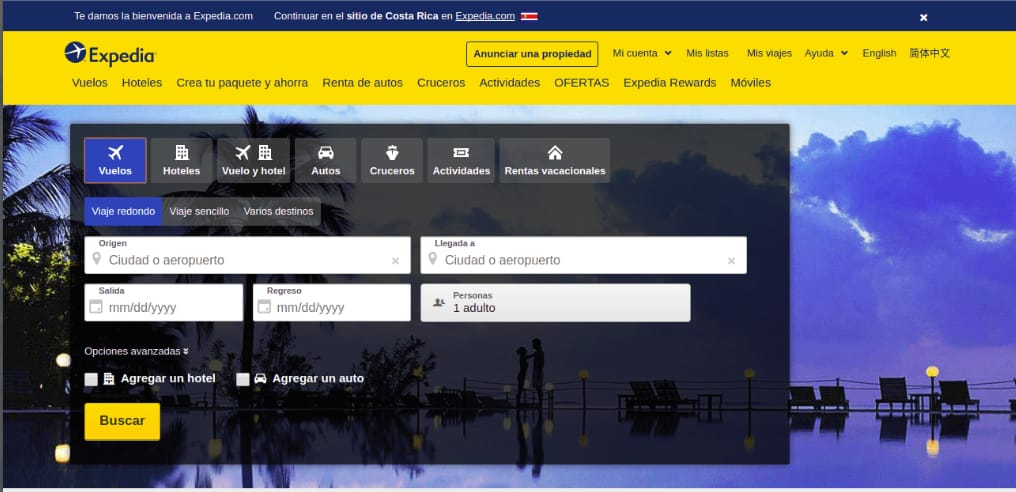 Te damos la bienvenida a Expedia.com Continuar en el sitio de Costa Rica en Expedia.com
Expedia
Anunciar una propiedad Mi cuenta Mis listas Mis viajes Ayuda English 简体中文
Vuelos Hoteles Crea tu paquete y ahorra Renta de autos Cruceros Actividades OFERTAS Expedia Rewards Móviles
Vuelos Hoteles Vuelo y hotel Autos Cruceros Actividades Rentas vacacionales
Viaje redondo Viaje sencillo Varios destinos
Origen Llegada a
Ciudad o aeropuerto Ciudad o aeropuerto
Salida Regreso Personas
mm/dd/yyyy mm/dd/yyyy 1 adulto
Opciones avanzadas
Agregar un hotel Agregar un auto
Buscar